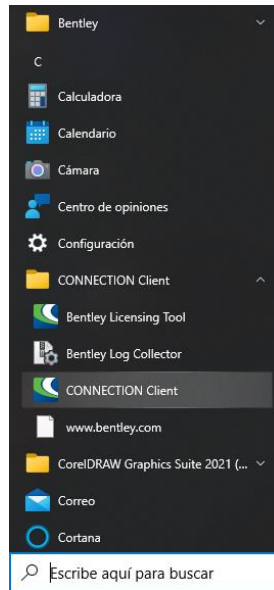 Bentley
C
Calculadora
Calendario
Cámara
Centro de opiniones
Configuración
CONNECTION Client
Bentley Licensing Tool
Bentley Log Collector
CONNECTION Client
www.bentley.com
CorelDRAW Graphics Suite 2021 (...
Correo
Cortana
Escribe aquí para buscar